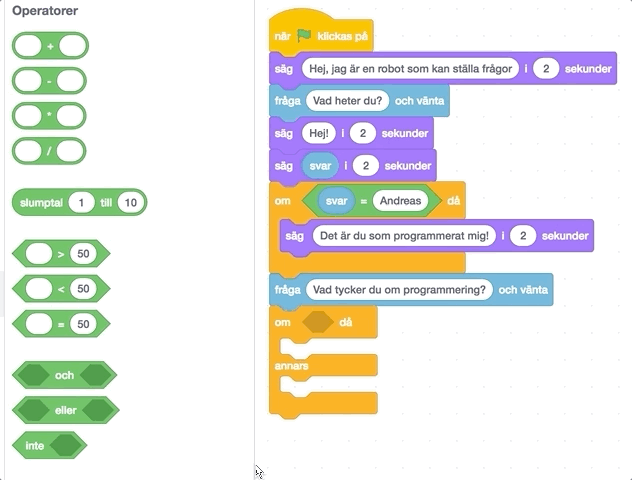 Operatorer
+
-
*
/
slumptal 1 till 10
> 50
< 50
= 50
och
eller
inte
när klickas på
säg Hej, jag är en robot som kan ställa frågor i 2 sekunder
fråga Vad heter du? och vänta
säg Hej! i 2 sekunder
säg svar i 2 sekunder
om svar = Andreas då
säg Det är du som programmerat mig! i 2 sekunder
fråga Vad tycker du om programmering? och vänta
om då
annars